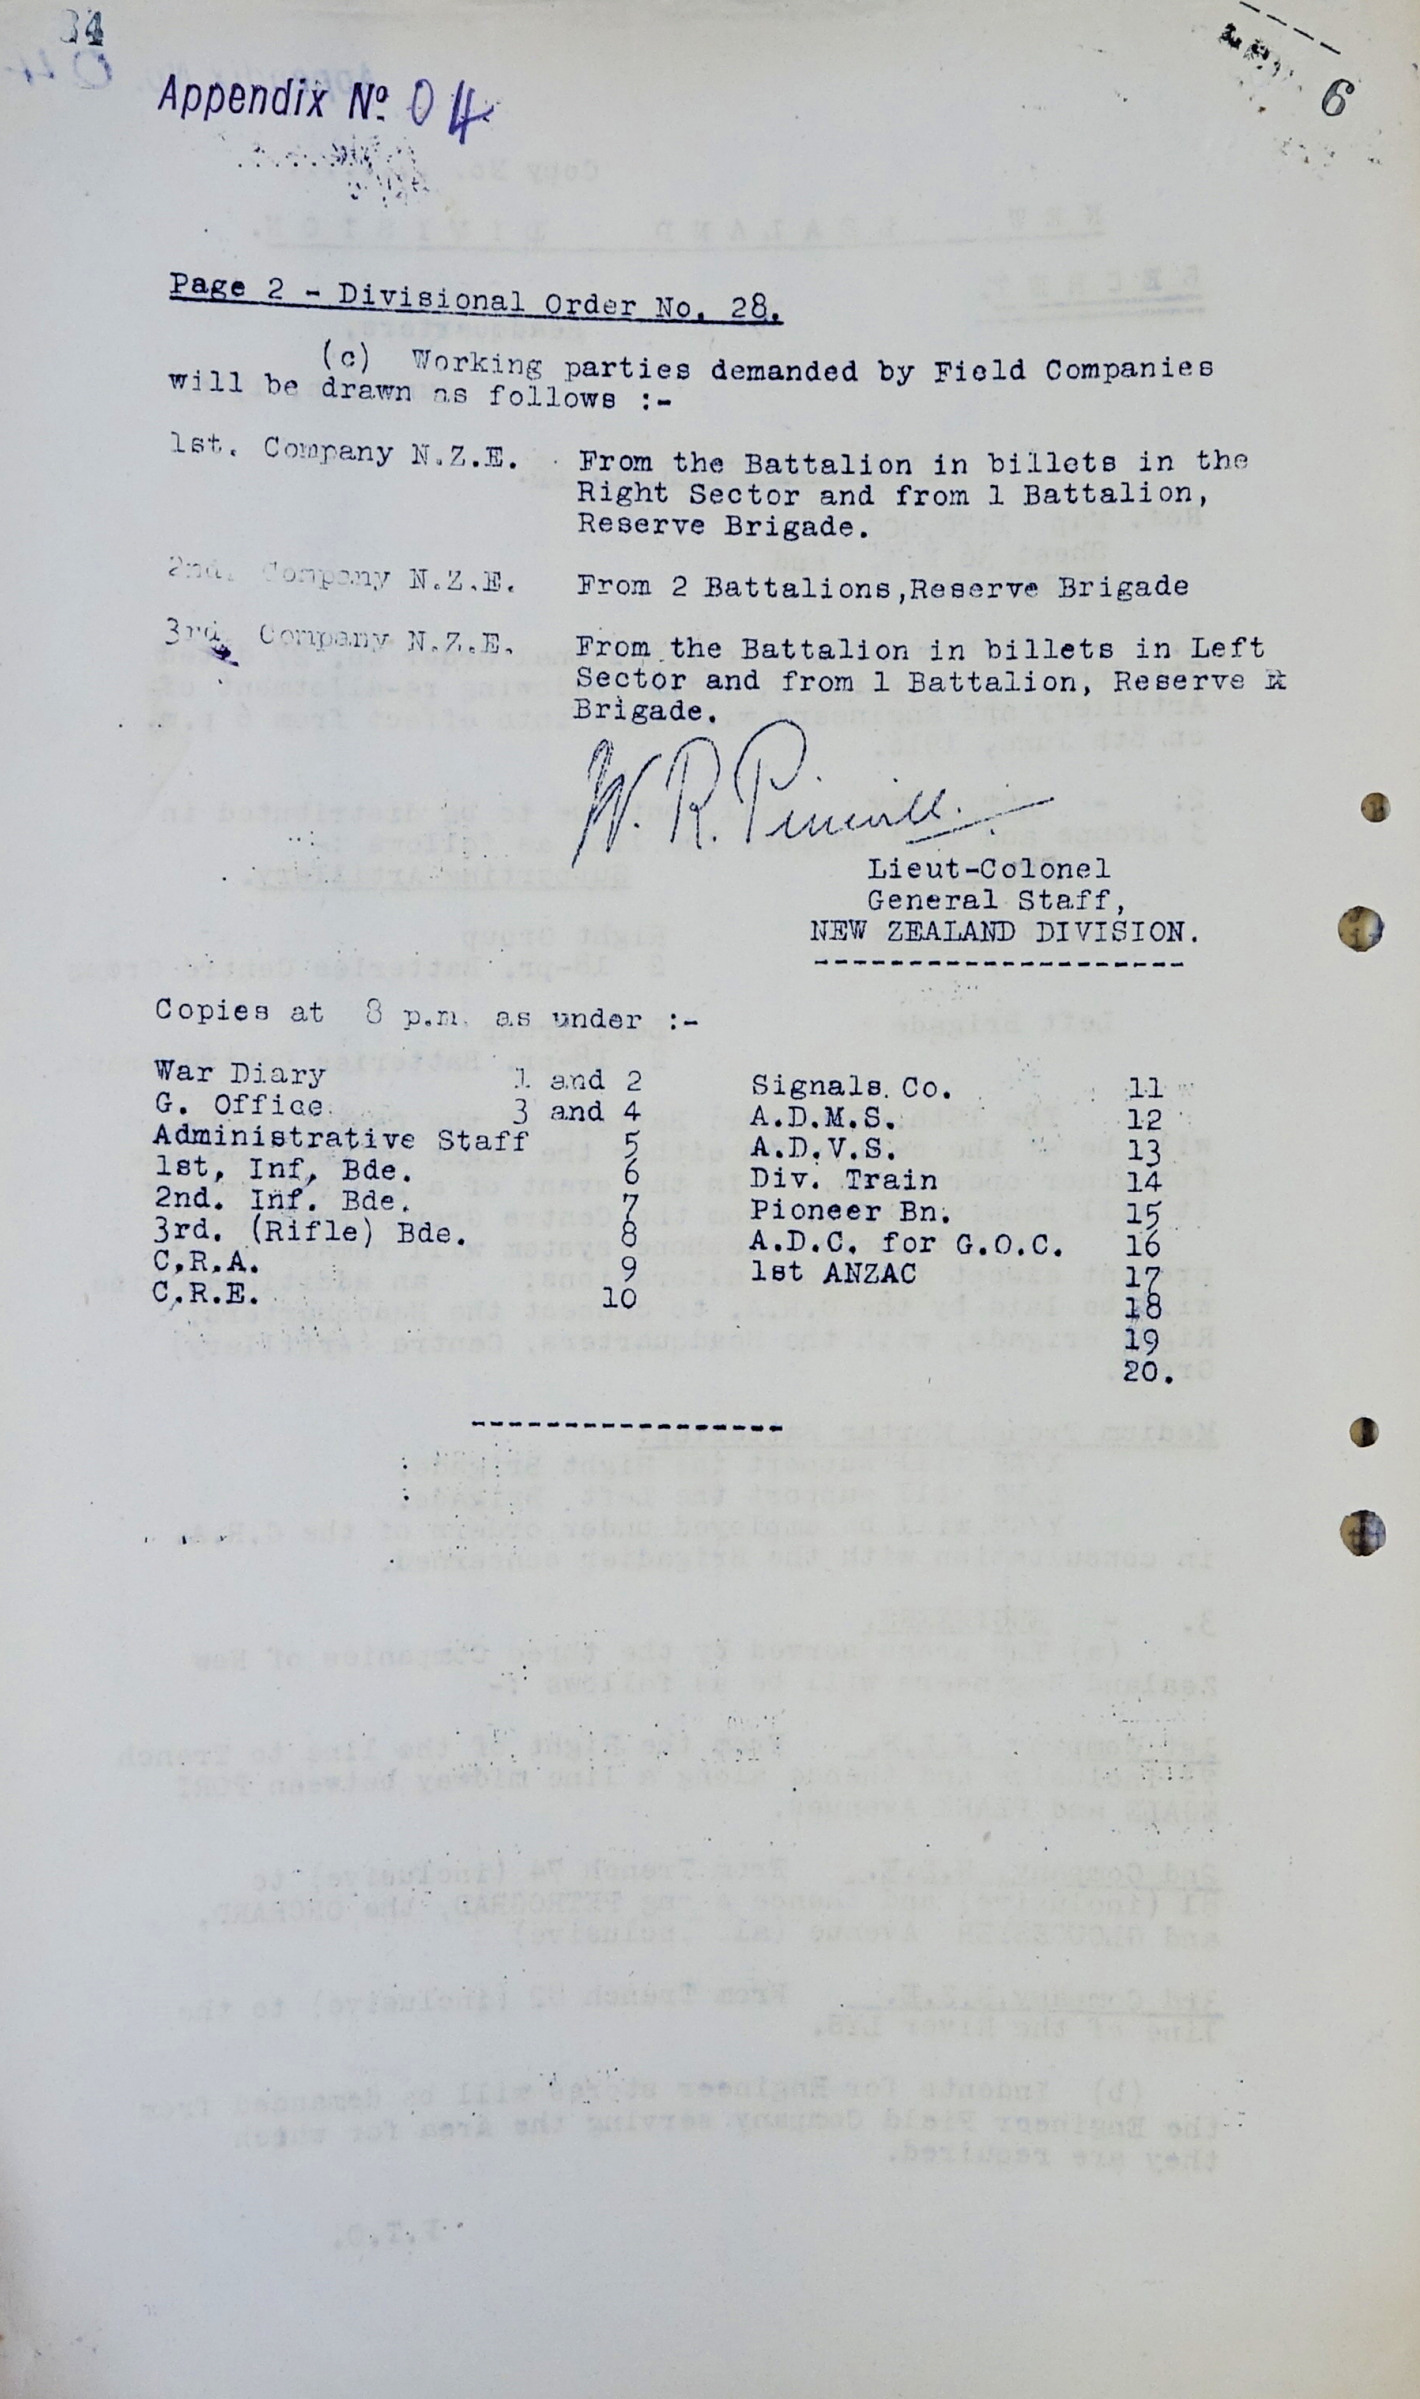 34
6
Appendix No. 04
Page 2 - Divisional Order No. 28.
(c) Working parties demanded by Field Companies
will be drawn as follows :-
1st. Company N.Z.E. From the Battalion in billets in the
Right Sector and from 1 Battalion,
Reserve Brigade.
2nd. Company N.Z.E. From 2 Battalions,Reserve Brigade
3rd. Company N.Z.E. From the Battalion in billets in Left
Sector and from 1 Battalion, Reserve
Brigade.
W. R. Pinwill.
Lieut-Colonel
General Staff,
NEW ZEALAND DIVISION.
Copies at 8 p.m. as under :-
War Diary 1 and 2 Signals Co. 11
G. Office 3 and 4 A.D.M.S. 12
Administrative Staff 5 A.D.V.S. 13
1st, Inf, Bde. 6 Div. Train 14
2nd. Inf. Bde. 7 Pioneer Bn. 15
3rd. (Rifle) Bde. 8 A.D.C. for G.O.C. 16
C.R.A. 9 1st ANZAC 17
C.R.E. 10 18
19
20.